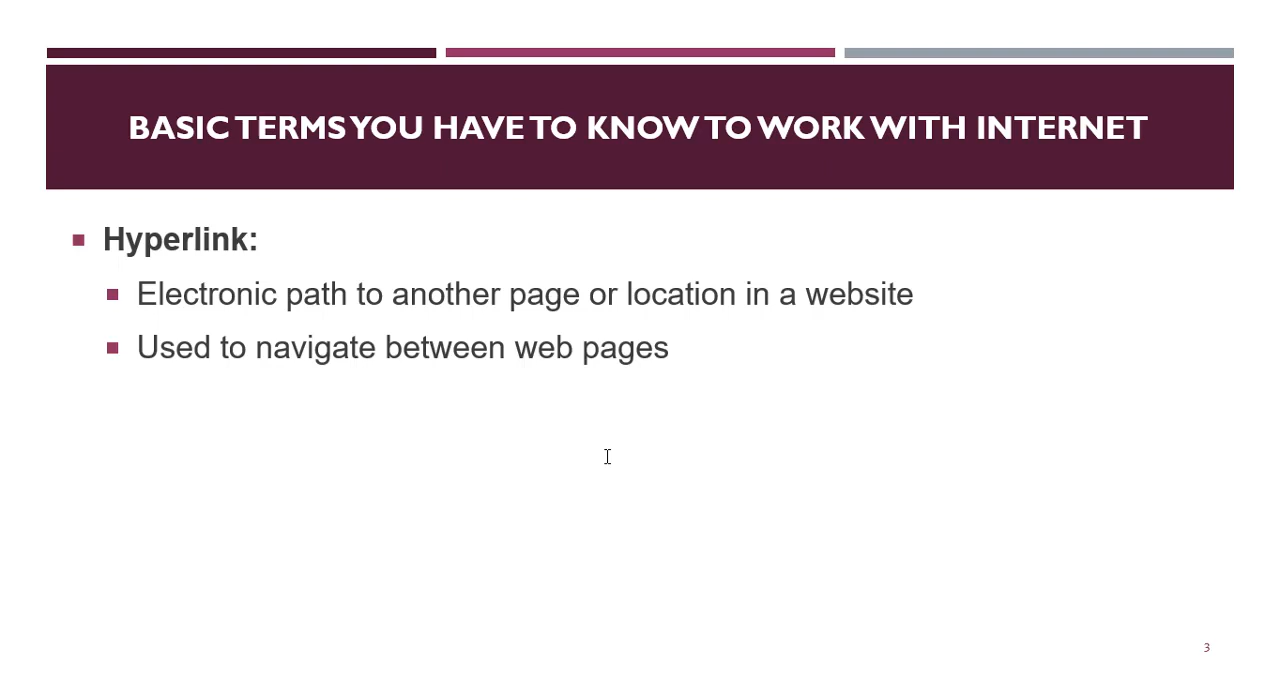 BASIC TERMS YOU HAVE TO KNOW TO WORK WITH INTERNET
Hyperlink:
Electronic path to another page or location in a website
Used to navigate between web pages
3